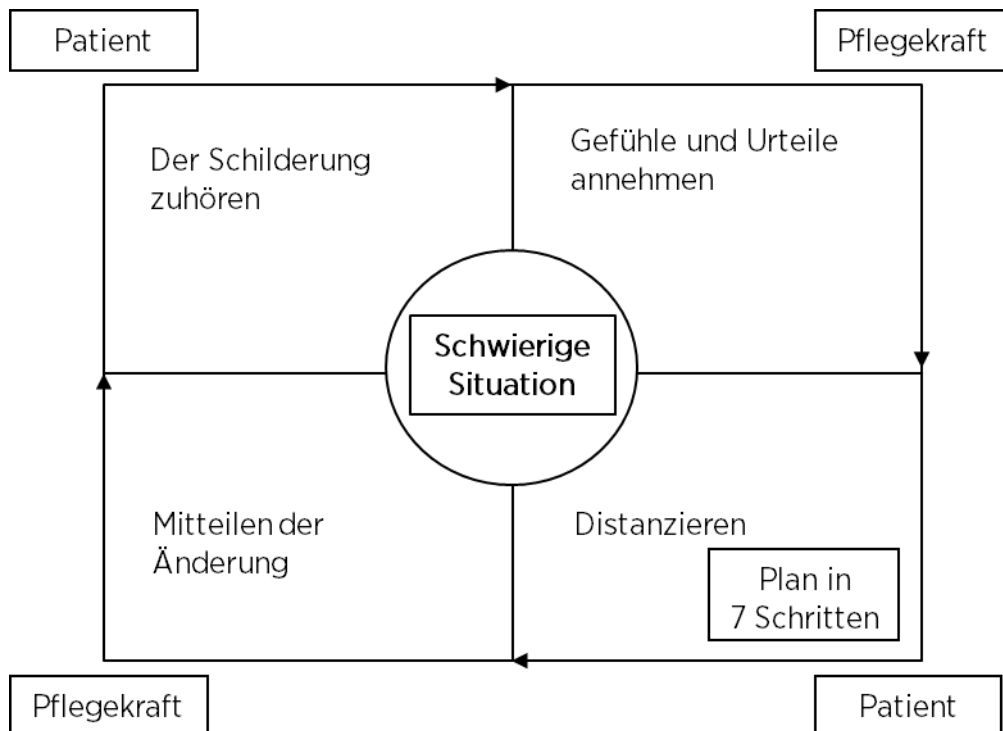 Patient
Pflegekraft
Der Schilderung
zuhören
Gefühle und Urteile
annehmen
Schwierige
Situation
Mitteilen der
Änderung
Distanzieren
Plan in
7 Schritten
Pflegekraft
Patient